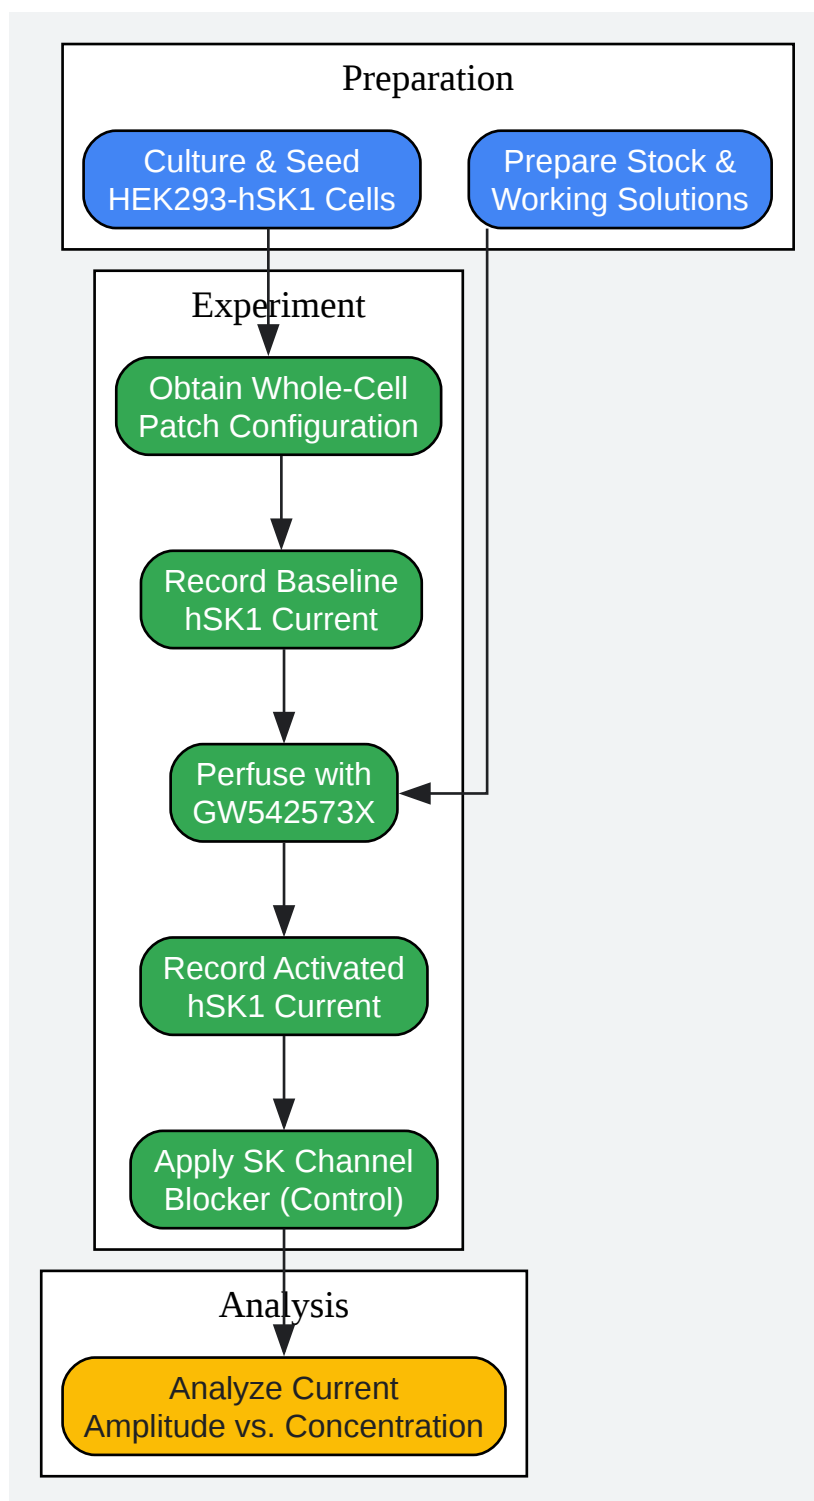 Preparation
Culture & Seed
HEK293-hSK1 Cells
Prepare Stock &
Working Solutions
Experiment
Obtain Whole-Cell
Patch Configuration
Record Baseline
hSK1 Current
Perfuse with
GW542573X
Record Activated
hSK1 Current
Apply SK Channel
Blocker (Control)
Analysis
Analyze Current
Amplitude vs. Concentration